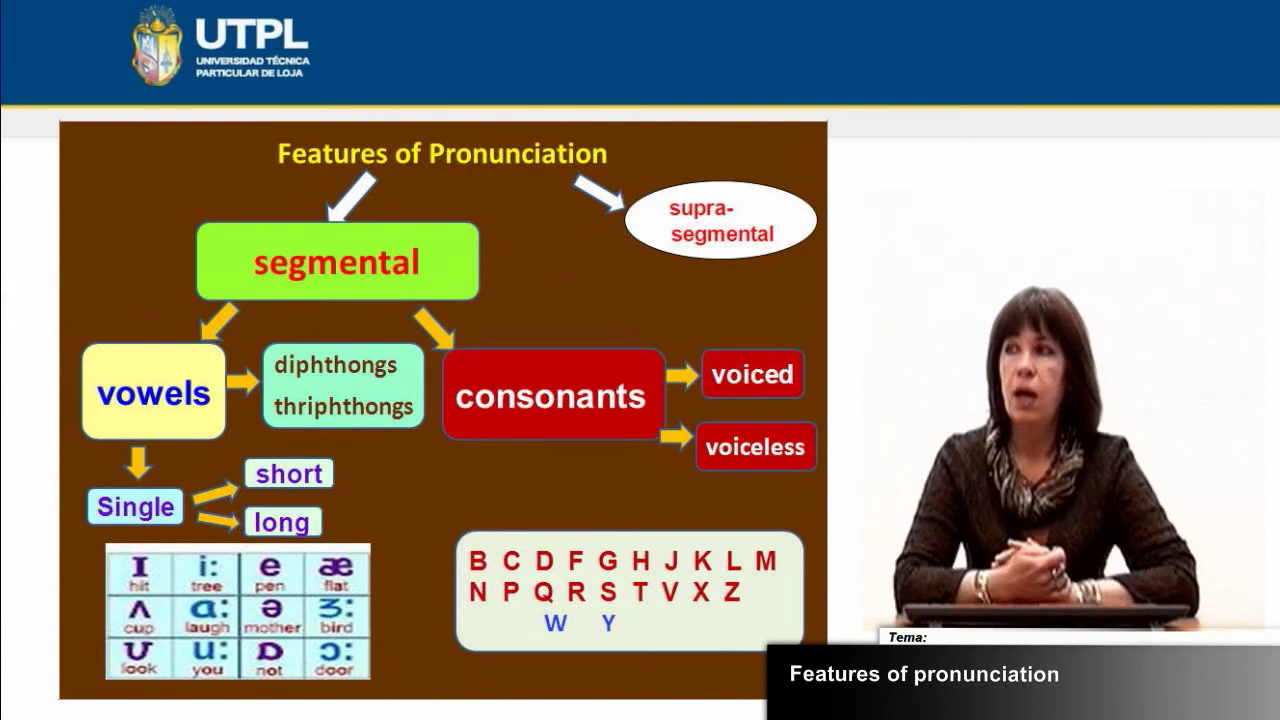 UTPL
UNIVERSIDAD TÉCNICA
PARTICULAR DE LOJA
Features of Pronunciation
supra-
segmental
segmental
vowels
diphthongs
thriphthongs
consonants
voiced
voiceless
Single
short
long
ɪ i: e æ
hit tree pen flat
ʌ ɑ: ə ɜ:
cup laugh mother bird
ʊ u: ɒ ɔ:
look you not door
B C D F G H J K L M
N P Q R S T V X Z
W Y
Tema:
Features of pronunciation